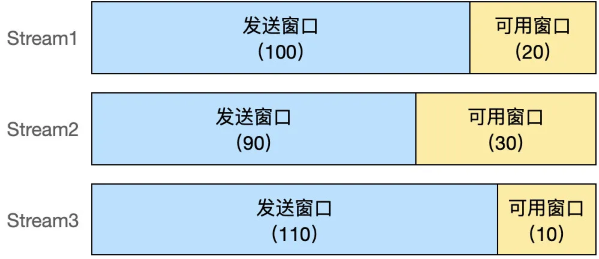 Stream1
发送窗口
（100）
可用窗口
（20）
Stream2
发送窗口
（90）
可用窗口
（30）
Stream3
发送窗口
（110）
可用窗口
（10）